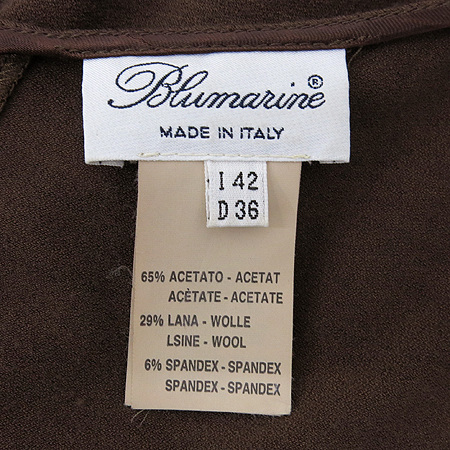 Blumarine®
MADE IN ITALY
I 42
D 36
65% ACETATO - ACETAT
ACÈTATE - ACETATE
29% LANA - WOLLE
LSINE - WOOL
6% SPANDEX - SPANDEX
SPANDEX - SPANDEX